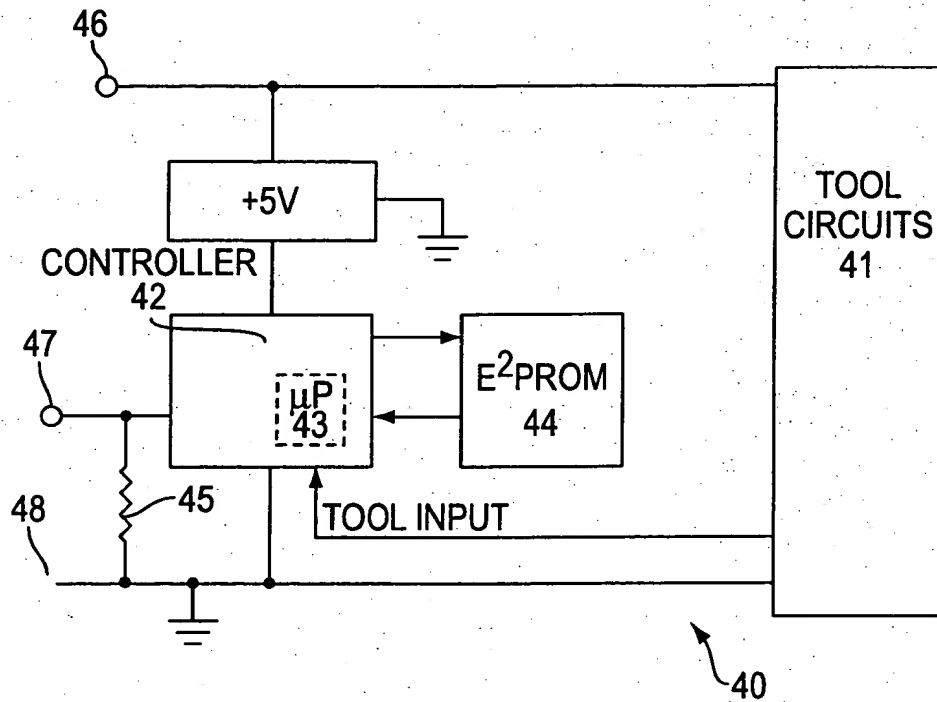 46
+5V
TOOL
CIRCUITS
41
CONTROLLER
42
47
μP
43
E²PROM
44
45
48
TOOL INPUT
40